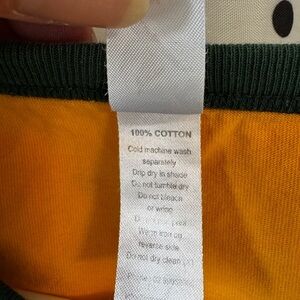 100% COTTON
Cold machine wash
separately
Drip dry in shade
Do not tumble dry
Do not bleach
or wring
Warm iron on
reverse side
Do not dry clean